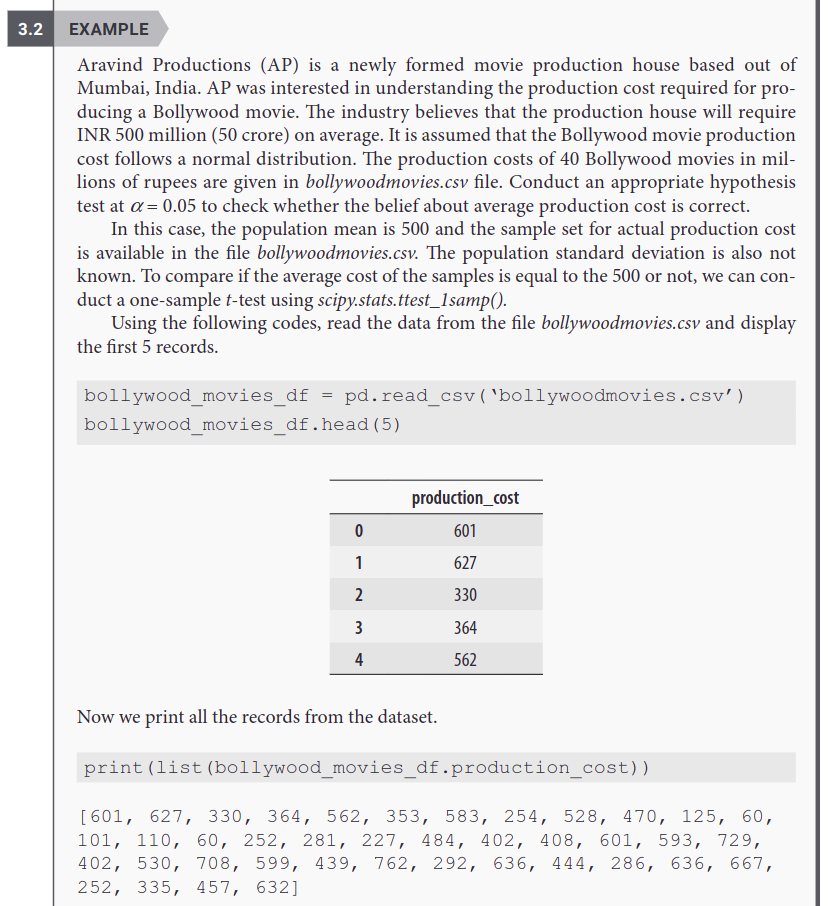 3.2 EXAMPLE
Aravind Productions (AP) is a newly formed movie production house based out of
Mumbai, India. AP was interested in understanding the production cost required for pro-
ducing a Bollywood movie. The industry believes that the production house will require
INR 500 million (50 crore) on average. It is assumed that the Bollywood movie production
cost follows a normal distribution. The production costs of 40 Bollywood movies in mil-
lions of rupees are given in bollywoodmovies.csv file. Conduct an appropriate hypothesis
test at α = 0.05 to check whether the belief about average production cost is correct.
In this case, the population mean is 500 and the sample set for actual production cost
is available in the file bollywoodmovies.csv. The population standard deviation is also not
known. To compare if the average cost of the samples is equal to the 500 or not, we can con-
duct a one-sample t-test using scipy.stats.ttest_1samp().
Using the following codes, read the data from the file bollywoodmovies.csv and display
the first 5 records.
bollywood_movies_df = pd.read_csv(‘bollywoodmovies.csv’)
bollywood_movies_df.head(5)
production_cost
0 601
1 627
2 330
3 364
4 562
Now we print all the records from the dataset.
print(list(bollywood_movies_df.production_cost))
[601, 627, 330, 364, 562, 353, 583, 254, 528, 470, 125, 60,
101, 110, 60, 252, 281, 227, 484, 402, 408, 601, 593, 729,
402, 530, 708, 599, 439, 762, 292, 636, 444, 286, 636, 667,
252, 335, 457, 632]